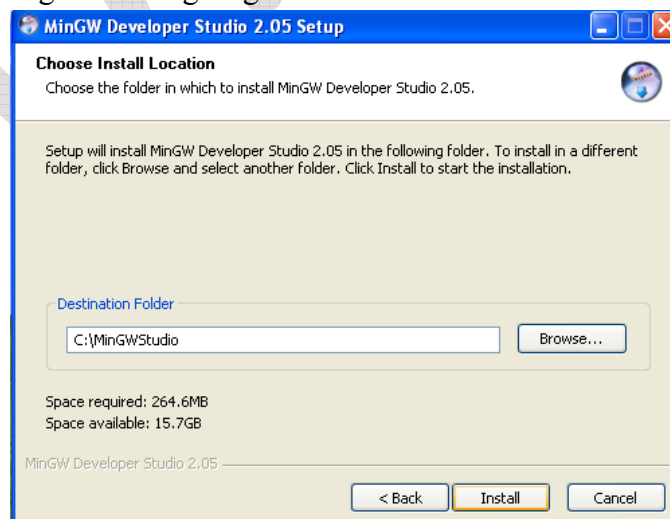 MinGW Developer Studio 2.05 Setup
Choose Install Location
Choose the folder in which to install MinGW Developer Studio 2.05.
Setup will install MinGW Developer Studio 2.05 in the following folder. To install in a different
folder, click Browse and select another folder. Click Install to start the installation.
Destination Folder
C:\MinGWStudio
Browse...
Space required: 264.6MB
Space available: 15.7GB
MinGW Developer Studio 2.05
< Back
Install
Cancel